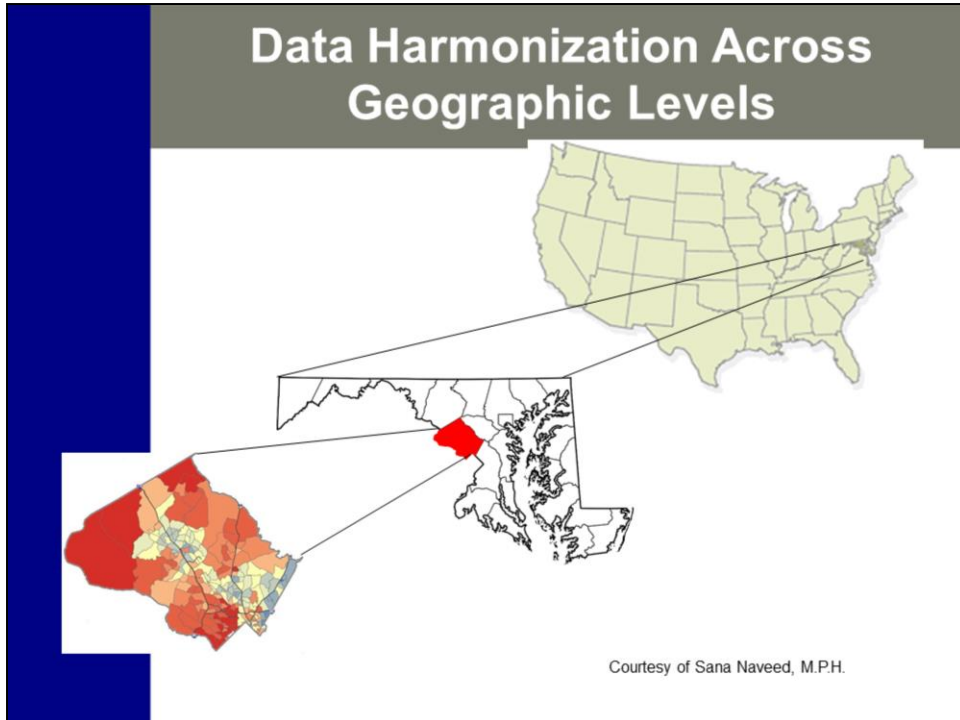 Data Harmonization Across
Geographic Levels
Courtesy of Sana Naveed, M.P.H.